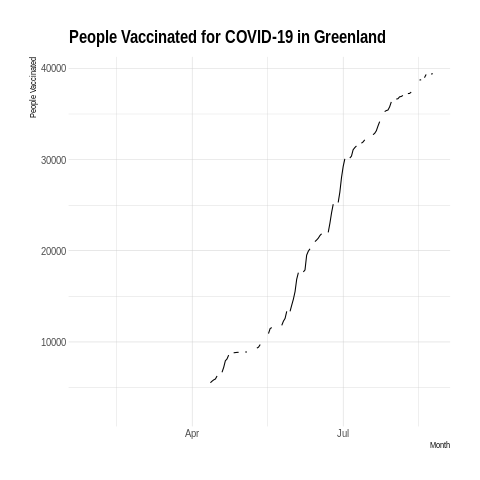 People Vaccinated for COVID-19 in Greenland
People Vaccinated
40000
30000
20000
10000
Apr
Jul
Month